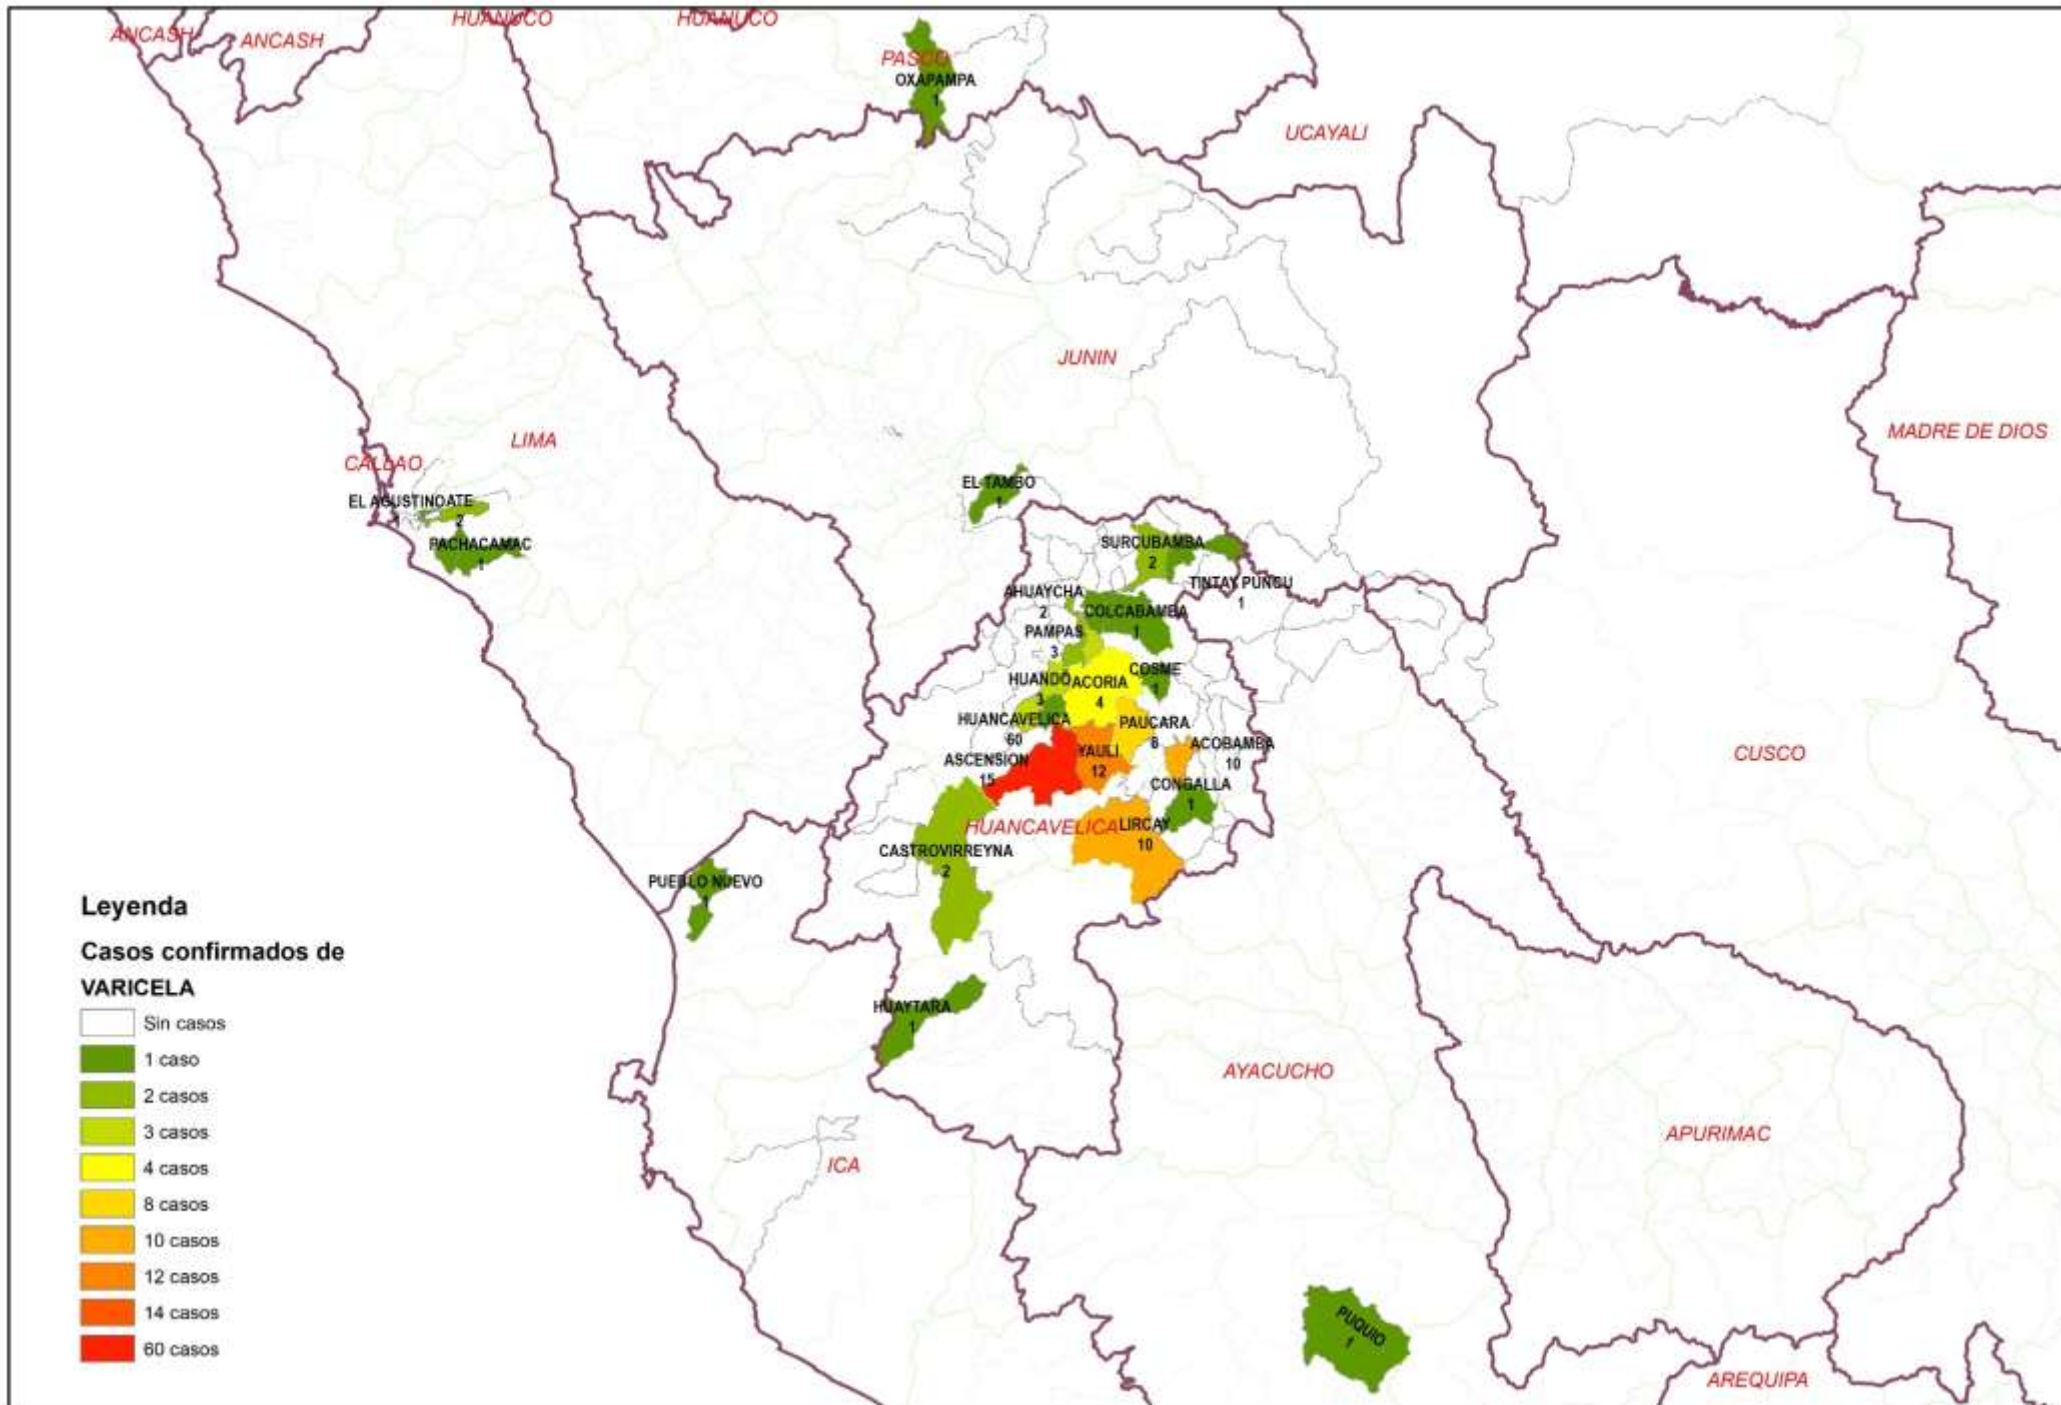 ANCASH
ANCASH
HUANUCO
HUANUCO
PASCO
OXAPAMPA
1
UCAYALI
JUNIN
MADRE DE DIOS
LIMA
CALLAO
EL AGUSTINOATE
1
2
PACHACAMAC
1
EL TAMBO
1
SURCUBAMBA
2
TINTAY PUNCU
1
AHUAYCHA
2
COLCABAMBA
1
PAMPAS
3
COSME
1
HUANDO
3
ACORIA
4
HUANCAVELICA
60
PAUCARA
8
ACOBAMBA
10
ASCENSION
15
YAULI
12
CONGALLA
1
CUSCO
HUANCAVELICA
LIRCAY
10
CASTROVIRREYNA
2
PUEBLO NUEVO
1
HUAYTARA
1
AYACUCHO
APURIMAC
ICA
PUQUIO
1
AREQUIPA
Leyenda
Casos confirmados de
VARICELA
Sin casos
1 caso
2 casos
3 casos
4 casos
8 casos
10 casos
12 casos
14 casos
60 casos